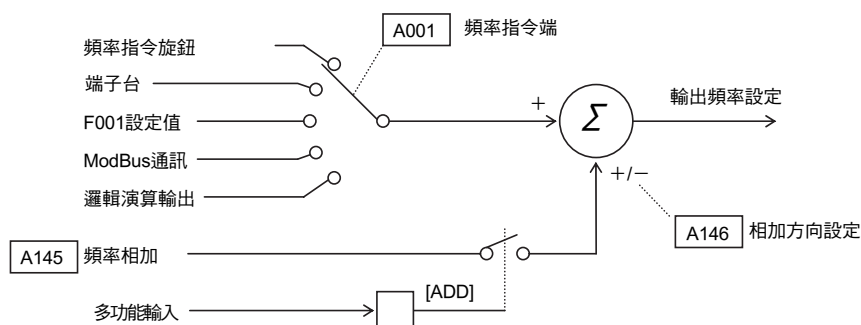 A001 頻率指令端
頻率指令旋鈕
端子台
F001設定值
ModBus通訊
邏輯演算輸出
+
Σ
輸出頻率設定
+/−
A146 相加方向設定
A145 頻率相加
[ADD]
多功能輸入